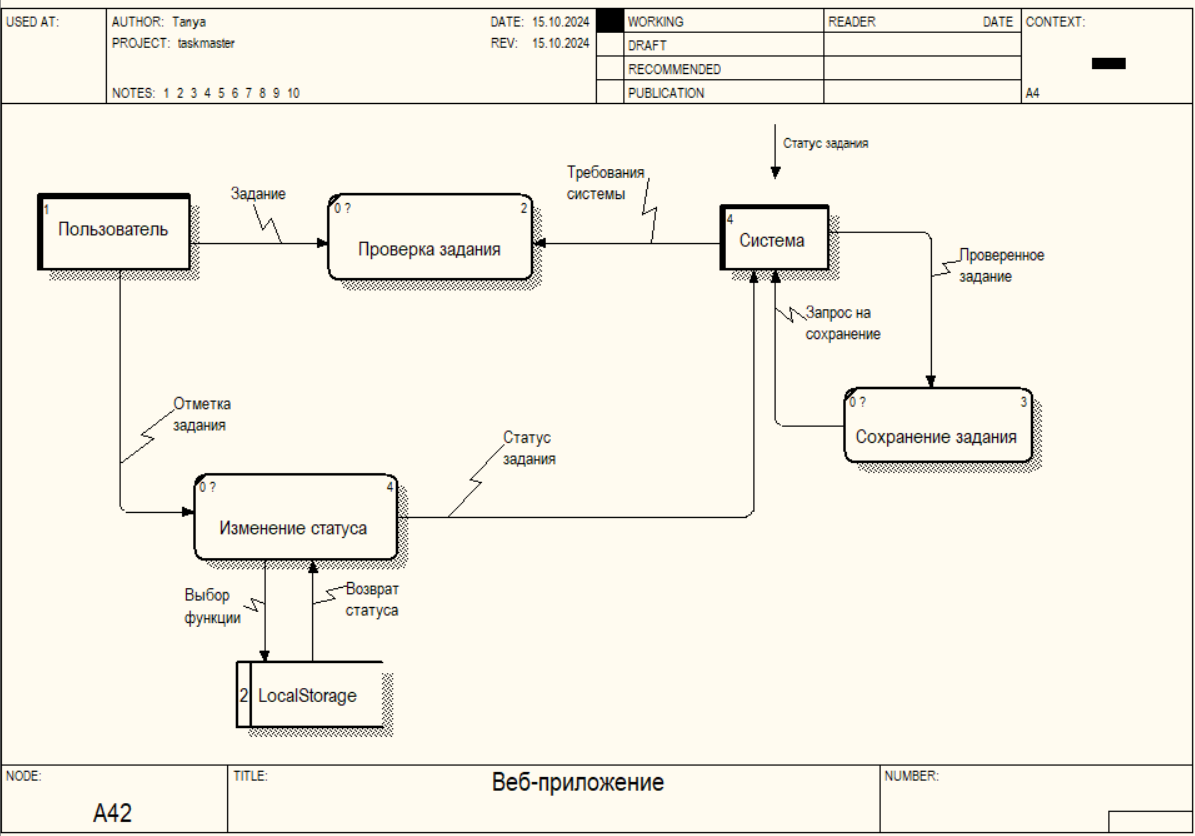 USED AT:
AUTHOR: Tanya
DATE: 15.10.2024
WORKING
READER
DATE
CONTEXT:
PROJECT: taskmaster
REV: 15.10.2024
DRAFT
RECOMMENDED
NOTES: 1 2 3 4 5 6 7 8 9 10
PUBLICATION
A4
Статус задания
Задание
Требования
системы
1
Пользователь
0 ?
2
Проверка задания
4
Система
Проверенное
задание
Запрос на
сохранение
0 ?
3
Сохранение задания
Отметка
задания
Статус
задания
0 ?
4
Изменение статуса
Выбор
функции
Возврат
статуса
2
LocalStorage
NODE:
A42
TITLE:
Веб-приложение
NUMBER: